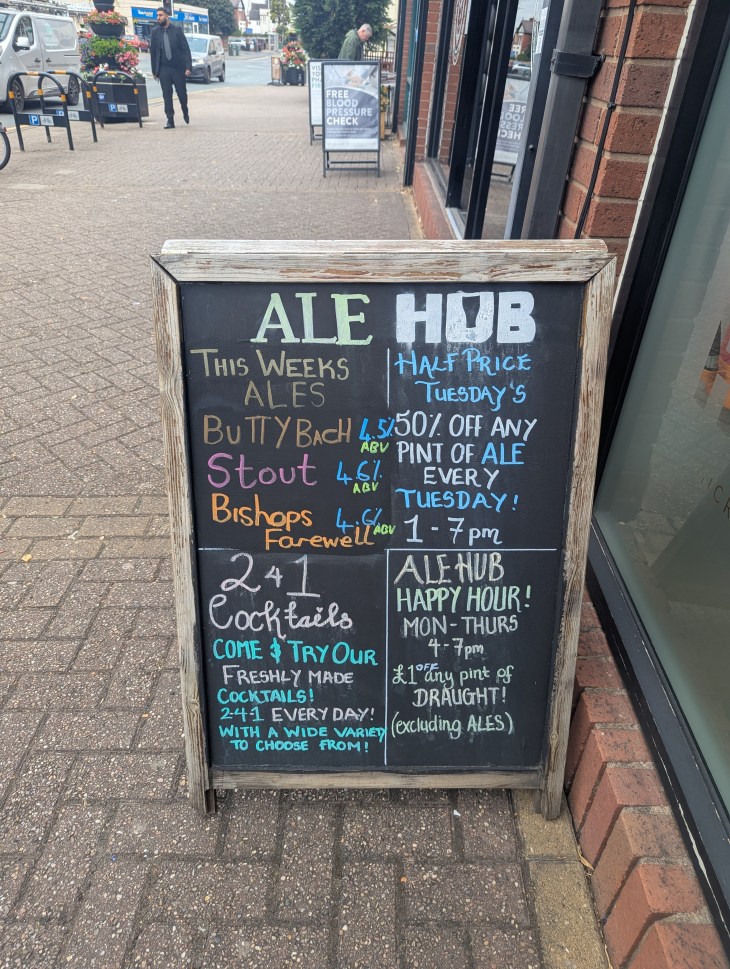 FREE
BLOOD
PRESSURE
CHECK
ALE HUB
THIS WEEKS
ALES
BUTTY BACH 4.5%
ABV
Stout 4.6%
ABV
Bishops
Farewell 4.6% ABV
HALF PRICE
TUESDAY'S
50% OFF ANY
PINT OF ALE
EVERY
TUESDAY!
1-7pm
2 4 1
Cocktails
COME & TRY OUR
FRESHLY MADE
COCKTAILS!
2-4-1 EVERY DAY!
WITH A WIDE VARIETY
TO CHOOSE FROM!
ALE HUB
HAPPY HOUR!
MON-THURS
4-7pm
£1 OFF any pint of
DRAUGHT!
(excluding ALES)